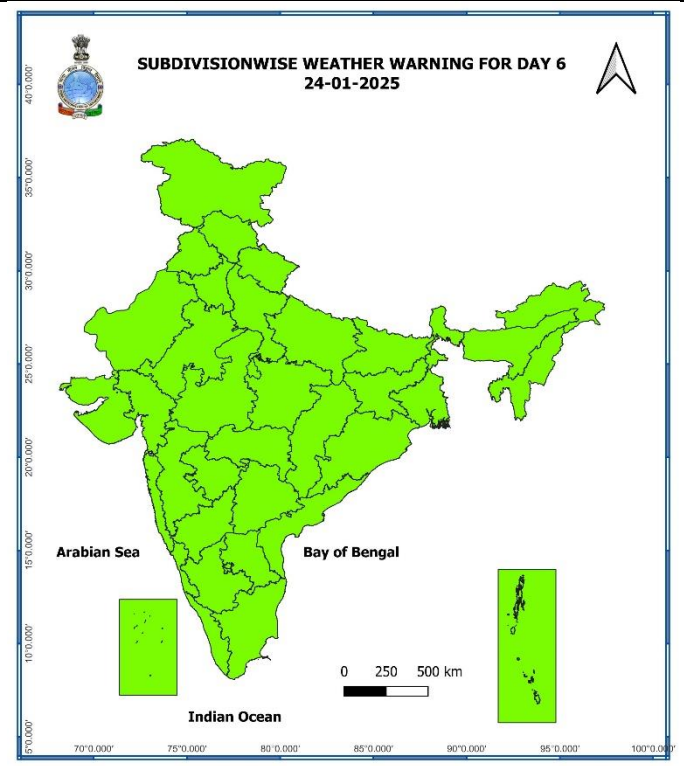 SUBDIVISIONWISE WEATHER WARNING FOR DAY 6
24-01-2025
40°0.000'
35°0.000'
30°0.000'
25°0.000'
20°0.000'
15°0.000'
10°0.000'
5°0.000'
Arabian Sea
Bay of Bengal
0 250 500 km
Indian Ocean
70°0.000' 75°0.000' 80°0.000' 85°0.000' 90°0.000' 95°0.000' 100°0.000'